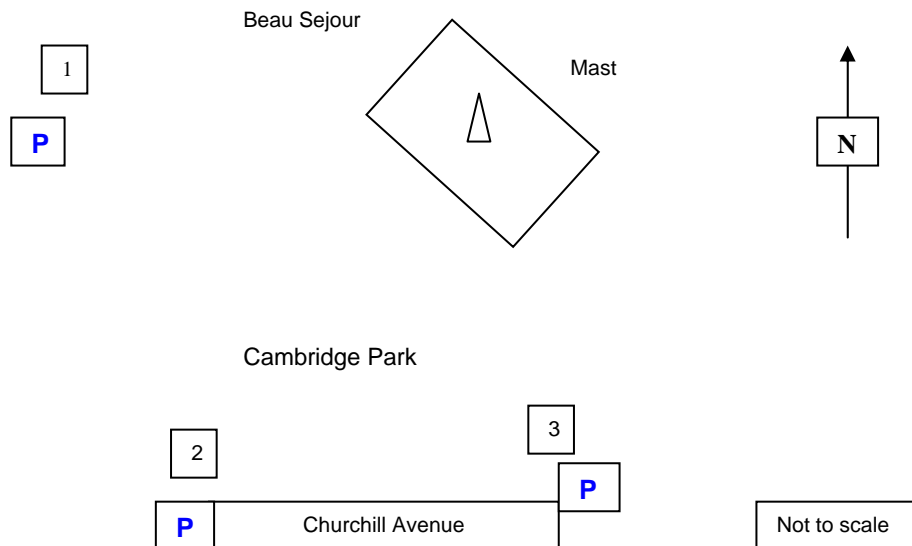 Beau Sejour
1
Mast
P
N
Cambridge Park
3
2
P
P
Churchill Avenue
Not to scale